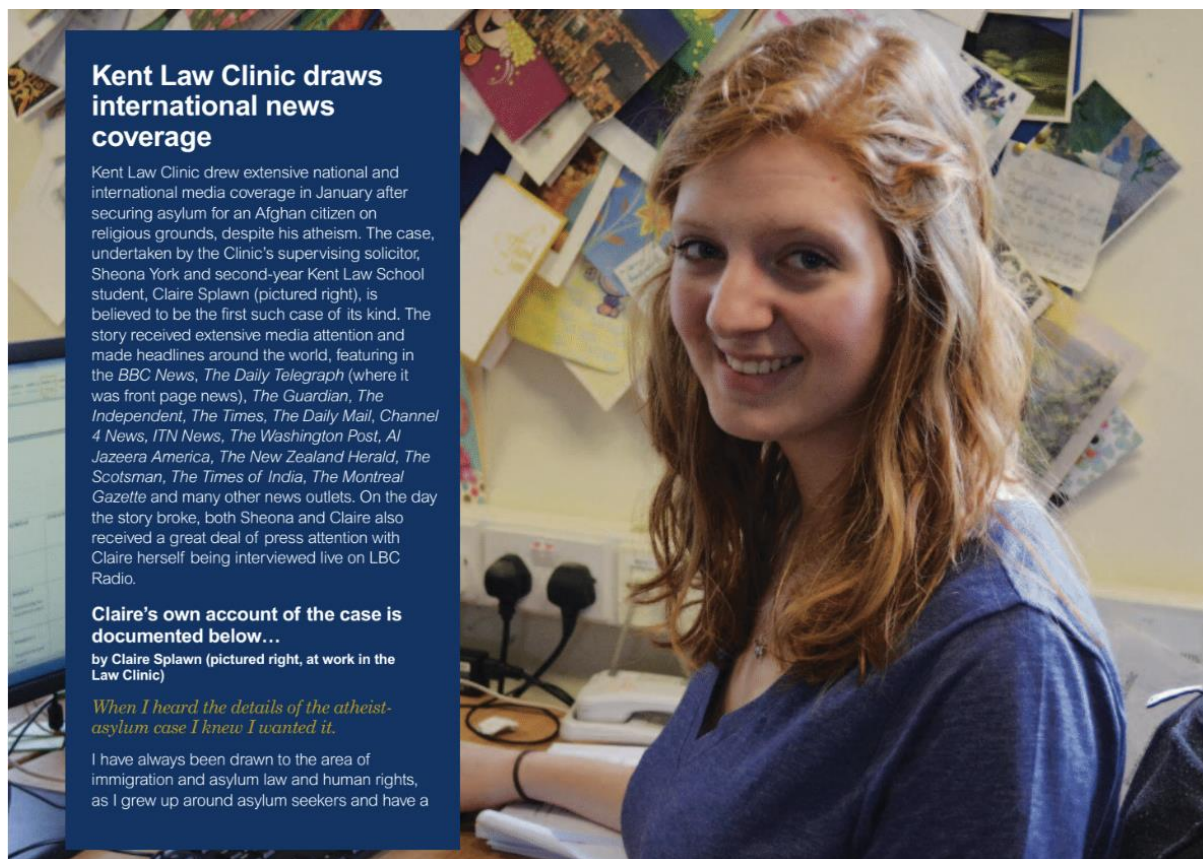 Kent Law Clinic draws
international news
coverage
Kent Law Clinic drew extensive national and
international media coverage in January after
securing asylum for an Afghan citizen on
religious grounds, despite his atheism. The case,
undertaken by the Clinic's supervising solicitor,
Sheona York and second-year Kent Law School
student, Claire Splawn (pictured right), is
believed to be the first such case of its kind. The
story received extensive media attention and
made headlines around the world, featuring in
the BBC News, The Daily Telegraph (where it
was front page news), The Guardian, The
Independent, The Times, The Daily Mail, Channel
4 News, ITN News, The Washington Post, Al
Jazeera America, The New Zealand Herald, The
Scotsman, The Times of India, The Montreal
Gazette and many other news outlets. On the day
the story broke, both Sheona and Claire also
received a great deal of press attention with
Claire herself being interviewed live on LBC
Radio.
Claire's own account of the case is
documented below…
by Claire Splawn (pictured right, at work in the
Law Clinic)
When I heard the details of the atheist-
asylum case I knew I wanted it.
I have always been drawn to the area of
immigration and asylum law and human rights,
as I grew up around asylum seekers and have a